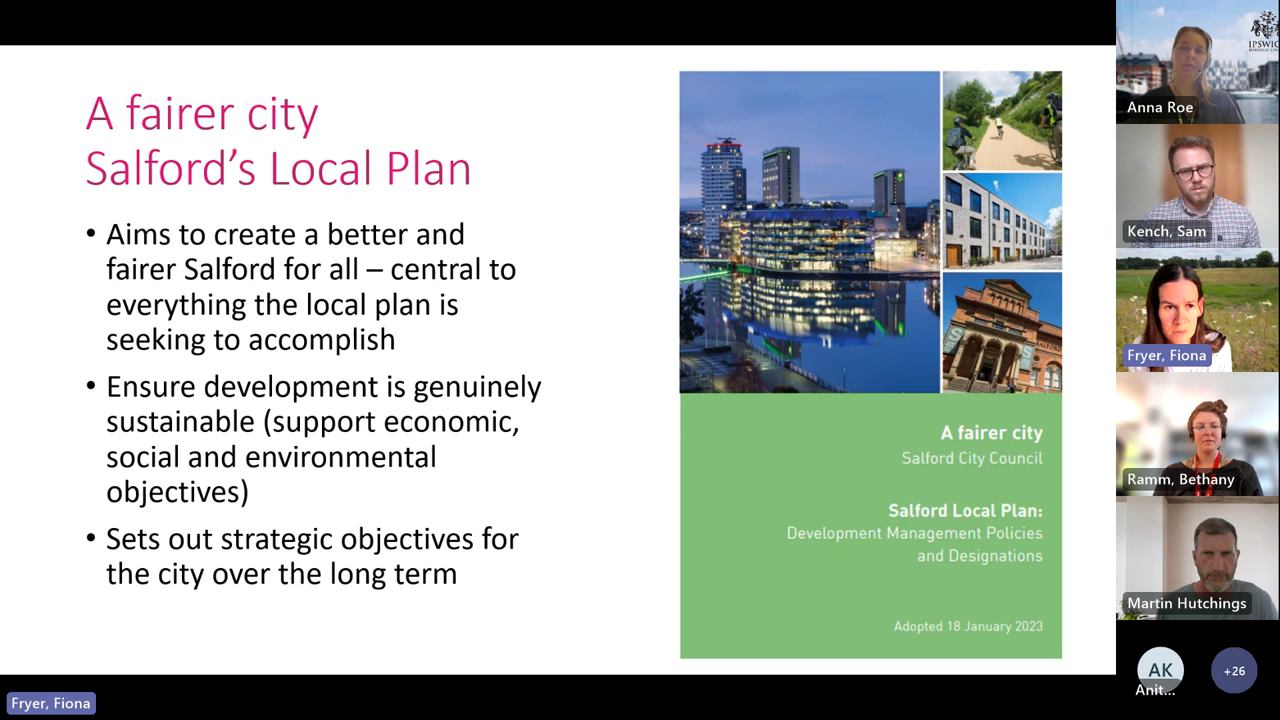 A fairer city
Salford's Local Plan
• Aims to create a better and
fairer Salford for all – central to
everything the local plan is
seeking to accomplish
• Ensure development is genuinely
sustainable (support economic,
social and environmental
objectives)
• Sets out strategic objectives for
the city over the long term
A fairer city
Salford City Council
Salford Local Plan:
Development Management Policies
and Designations
Adopted 18 January 2023
Anna Roe
Kench, Sam
Fryer, Fiona
Ramm, Bethany
Martin Hutchings
AK
Anit...
+26
Fryer, Fiona